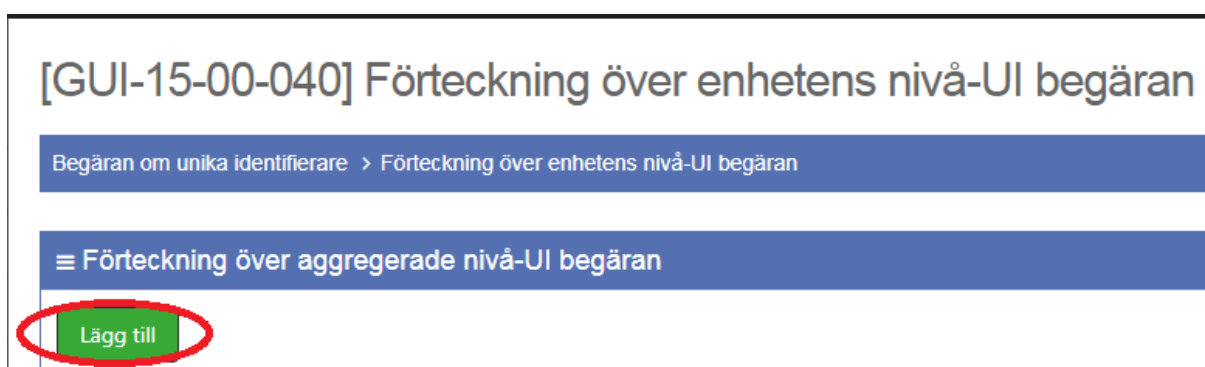 [GUI-15-00-040] Förteckning över enhetens nivå-UI begäran
Begäran om unika identifierare > Förteckning över enhetens nivå-UI begäran
≡ Förteckning över aggregerade nivå-UI begäran
Lägg till